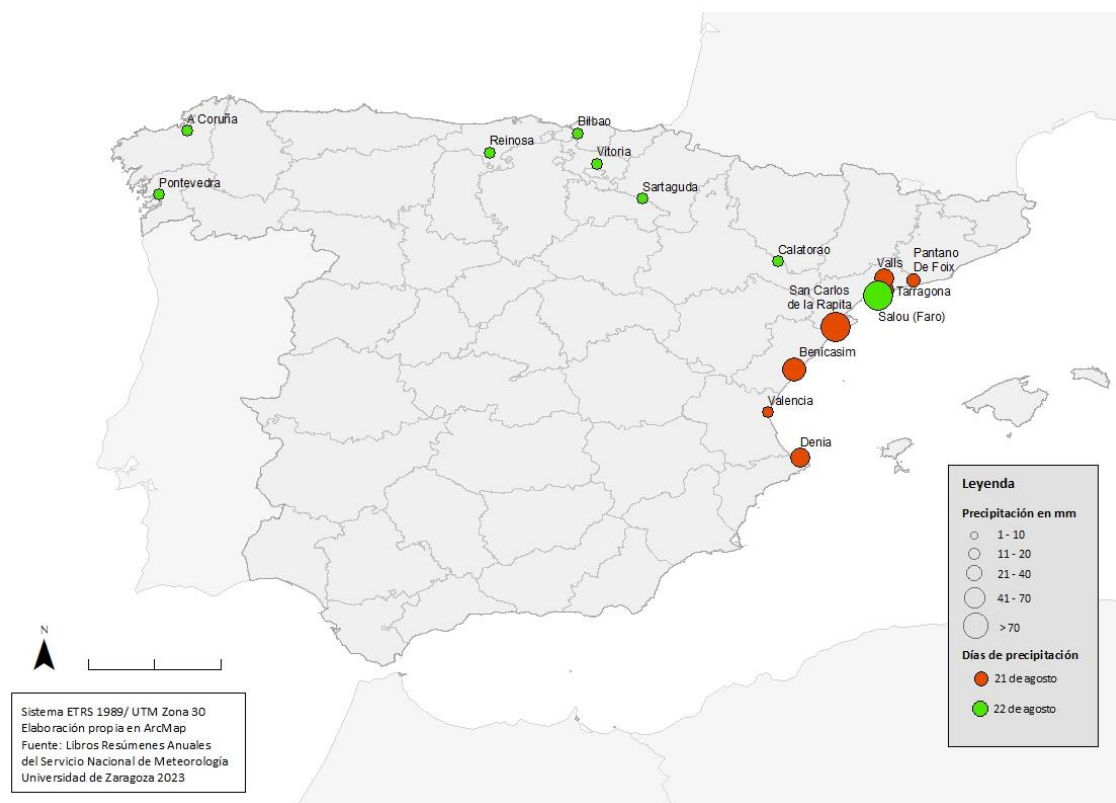 A Coruña
Bilbao
Reinosa
Vitoria
Pontevedra
Sartaguda
Calatorao
Pantano
De Foix
Valls
Tarragona
San Carlos
de la Rapita
Salou (Faro)
Benicasim
Valencia
Denia
Leyenda
Precipitación en mm
1 - 10
11 - 20
21 - 40
41 - 70
> 70
Días de precipitación
21 de agosto
22 de agosto
N
Sistema ETRS 1989/ UTM Zona 30
Elaboración propia en ArcMap
Fuente: Libros Resúmenes Anuales
del Servicio Nacional de Meteorología
Universidad de Zaragoza 2023